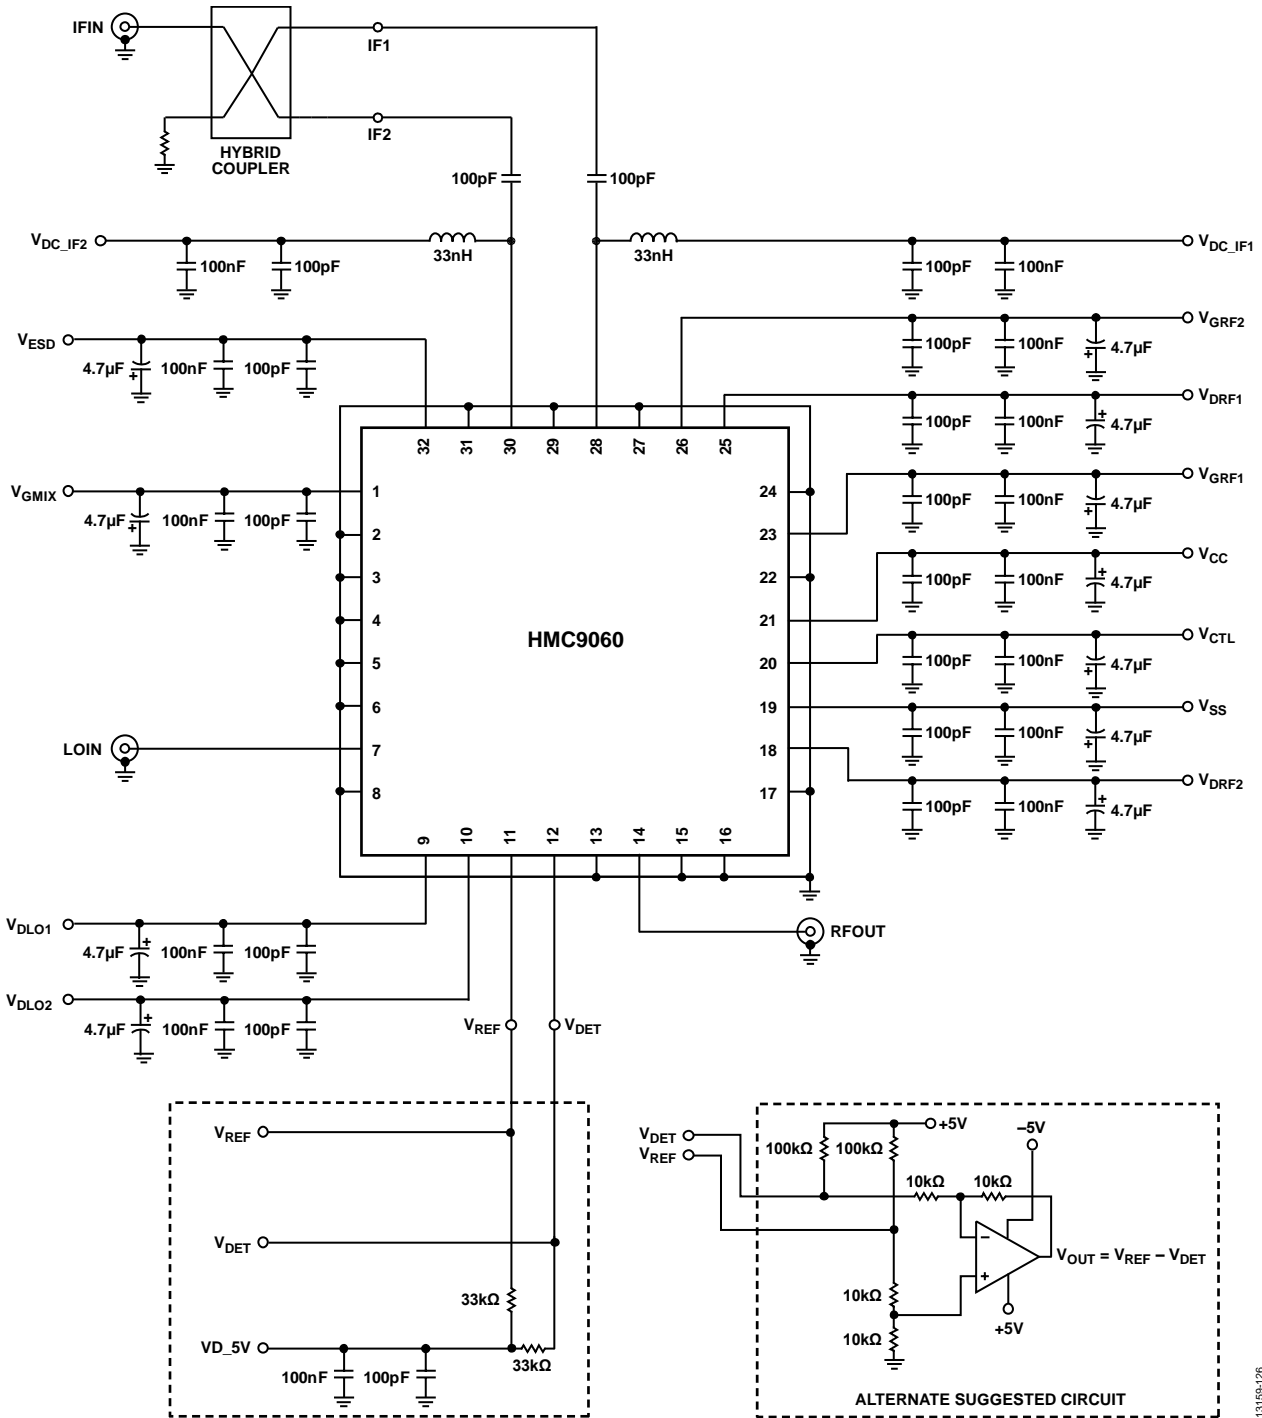 IFIN
IF1
IF2
HYBRID
COUPLER
100pF
100pF
VDC_IF2
33nH
33nH
VDC_IF1
100nF
100pF
100pF
100nF
VGRF2
100pF
100nF
4.7µF
+
VESD
4.7µF
+
100nF
100pF
VDRF1
100pF
100nF
+
4.7µF
32
31
30
29
28
27
26
25
VGMIX
4.7µF
+
100nF
100pF
VGRF1
100pF
100nF
4.7µF
+
VCC
100pF
100nF
+
4.7µF
VCTL
100pF
100nF
4.7µF
+
VSS
100pF
100nF
4.7µF
+
VDRF2
100pF
100nF
+
4.7µF
1
2
3
4
5
6
7
8
HMC9060
24
23
22
21
20
19
18
17
LOIN
9
10
11
12
13
14
15
16
RFOUT
VDLO1
4.7µF
+
100nF
100pF
VDLO2
4.7µF
+
100nF
100pF
VREF
VDET
VREF
VDET
33kΩ
VD_5V
33kΩ
100nF
100pF
VDET
VREF
100kΩ
100kΩ
+5V
–5V
10kΩ
10kΩ
–
+
VOUT = VREF – VDET
10kΩ
+5V
10kΩ
ALTERNATE SUGGESTED CIRCUIT
13159-126